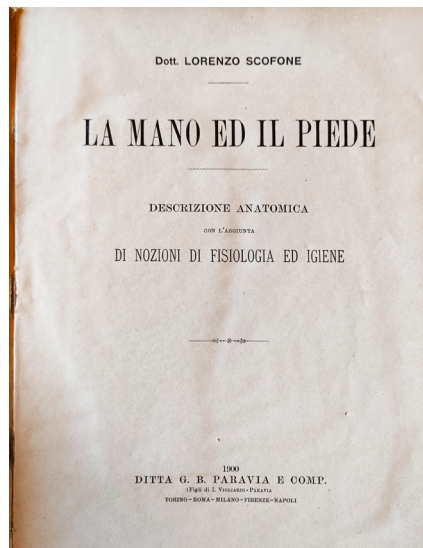 Dott. LORENZO SCOFONE
LA MANO ED IL PIEDE
DESCRIZIONE ANATOMICA
CON L'AGGIUNTA
DI NOZIONI DI FISIOLOGIA ED IGIENE
1900
DITTA G. B. PARAVIA E COMP.
(Figli di I. Vigliardi-Paravia
TORINO-ROMA-MILANO-FIRENZE-NAPOLI